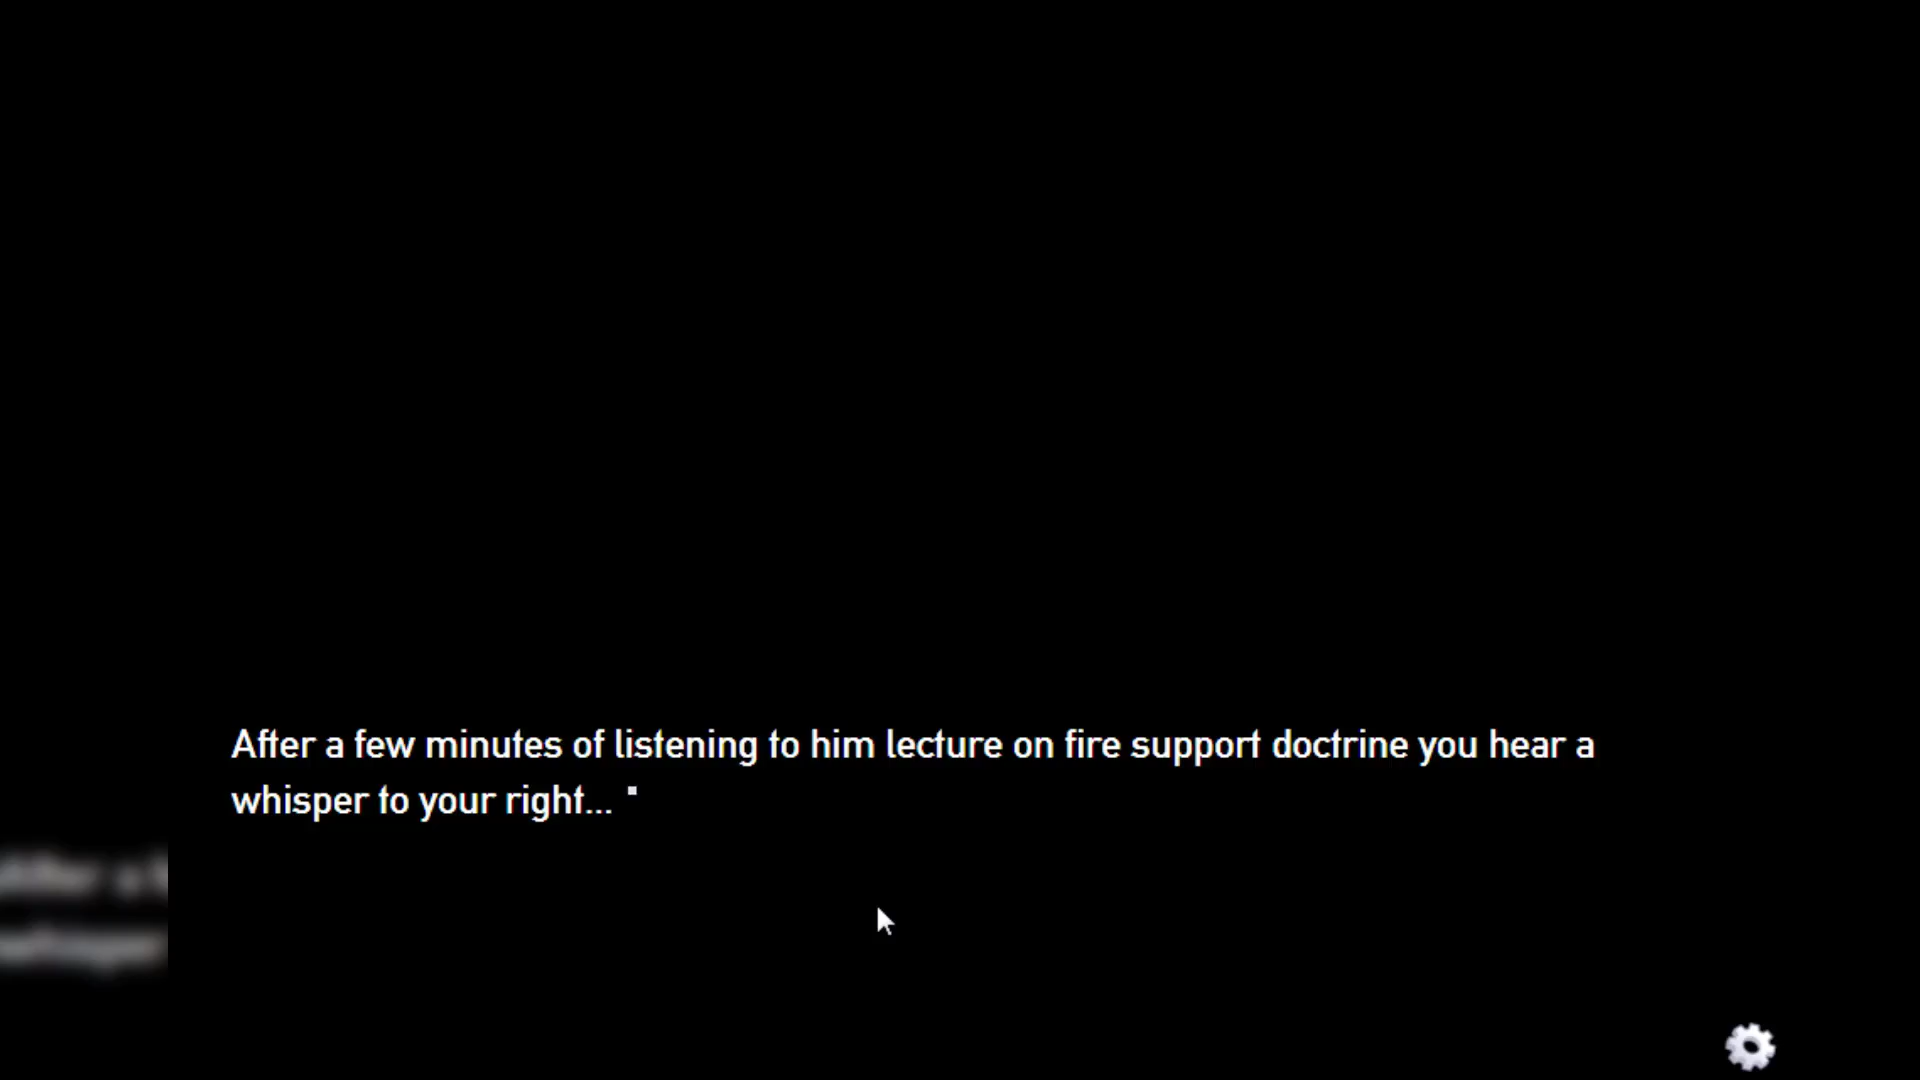 After a few minutes of listening to him lecture on fire support doctrine you hear a
whisper to your right...